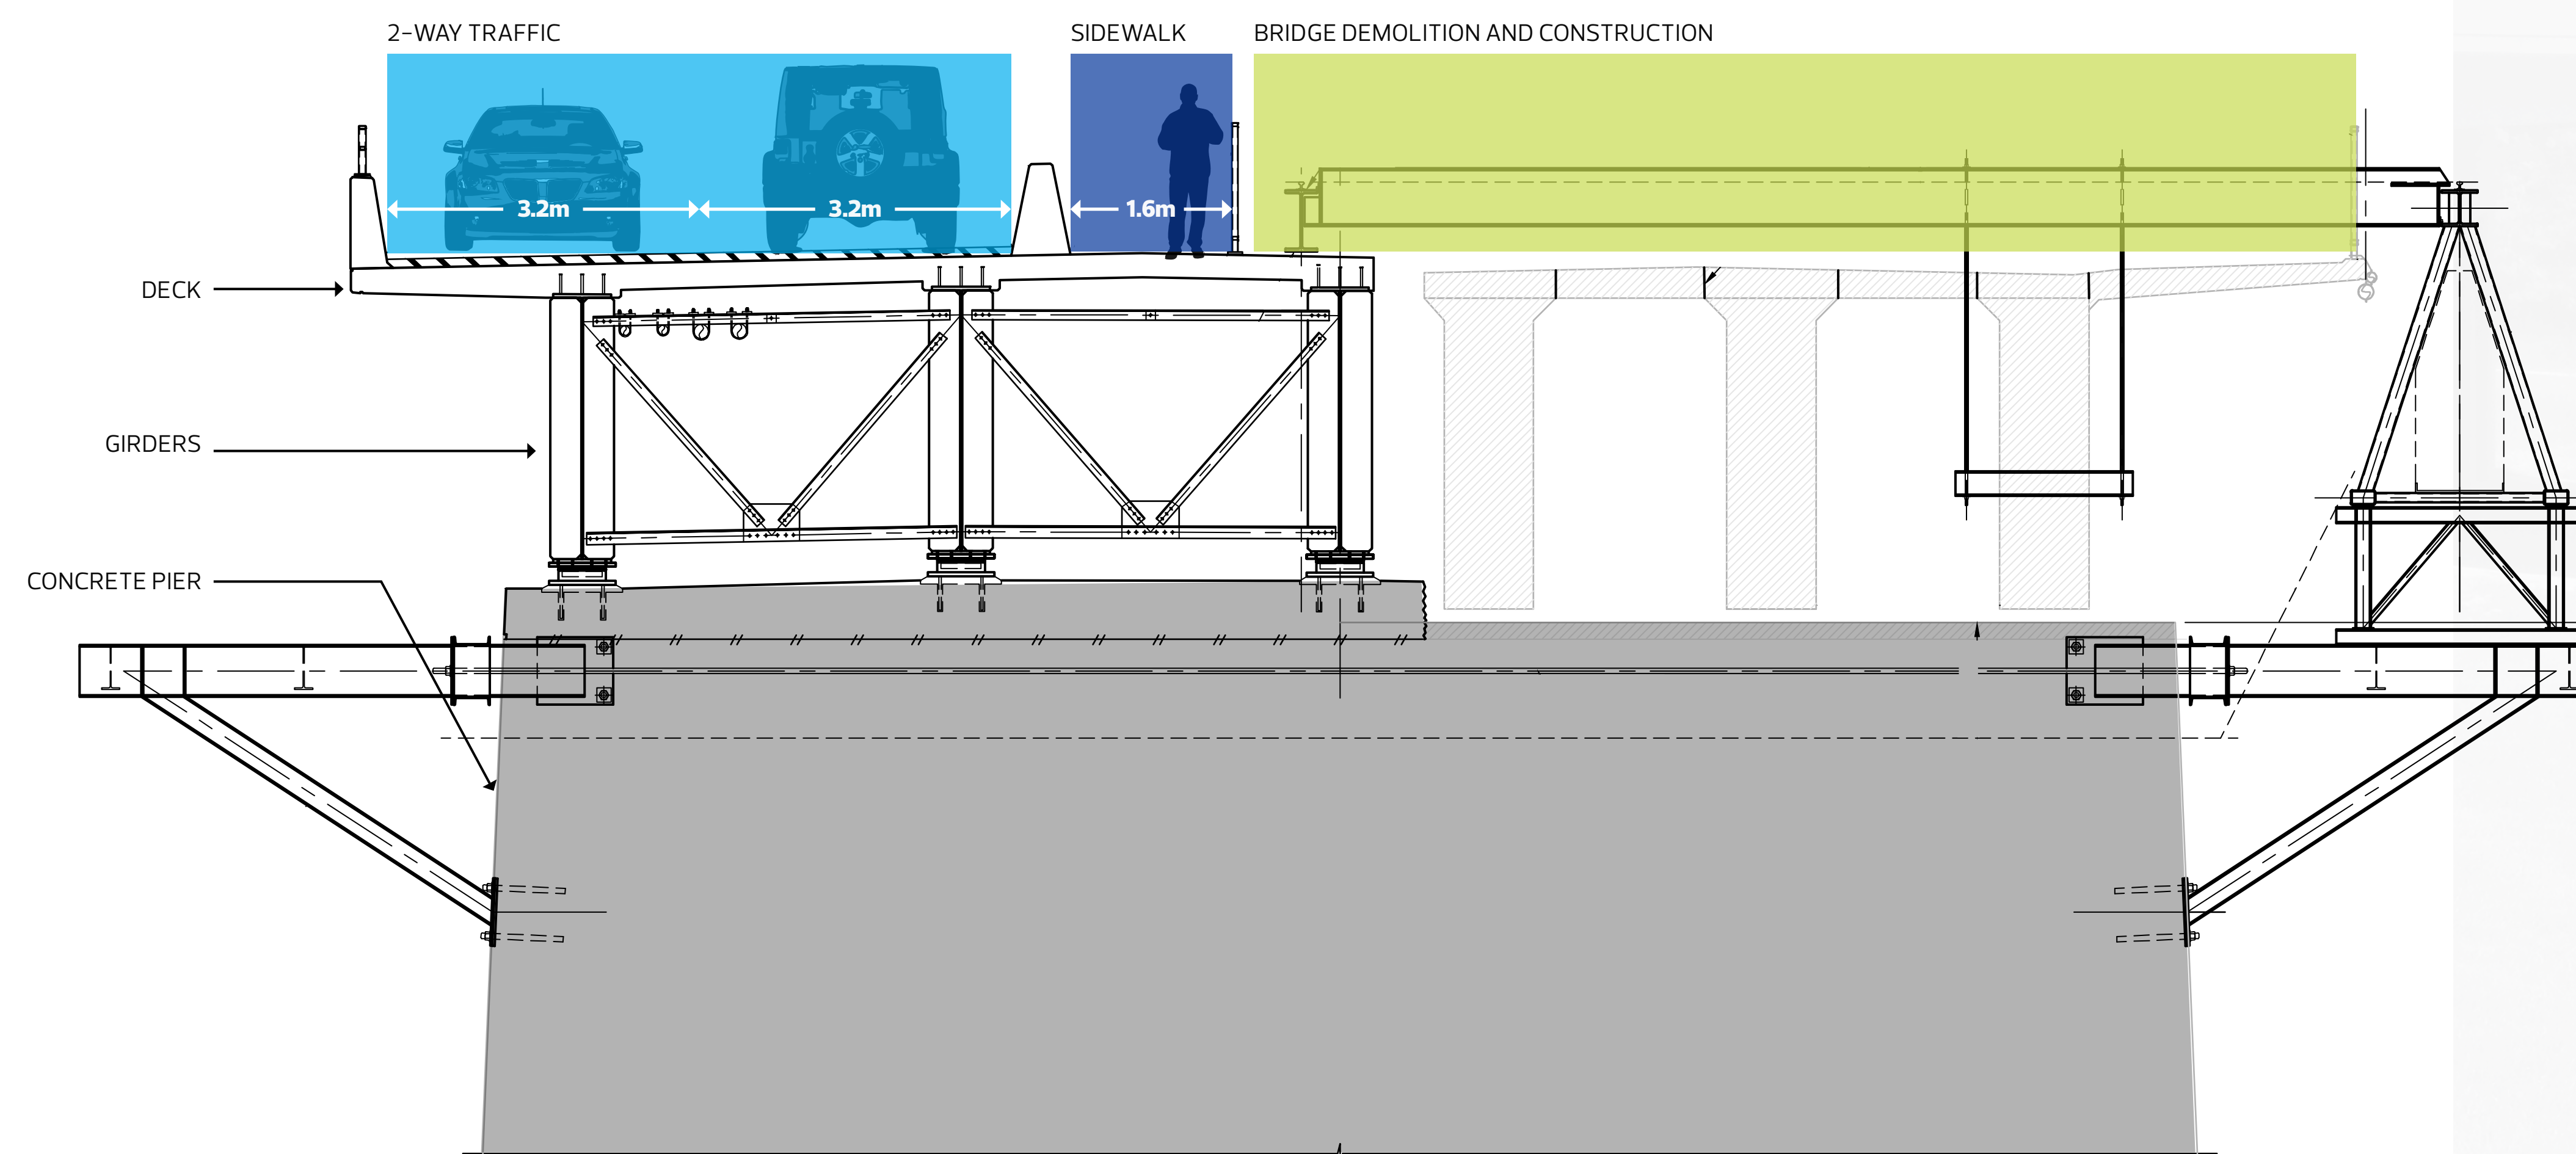 2-WAY TRAFFIC
SIDEWALK
BRIDGE DEMOLITION AND CONSTRUCTION
3.2m
3.2m
1.6m
DECK
GIRDERS
CONCRETE PIER